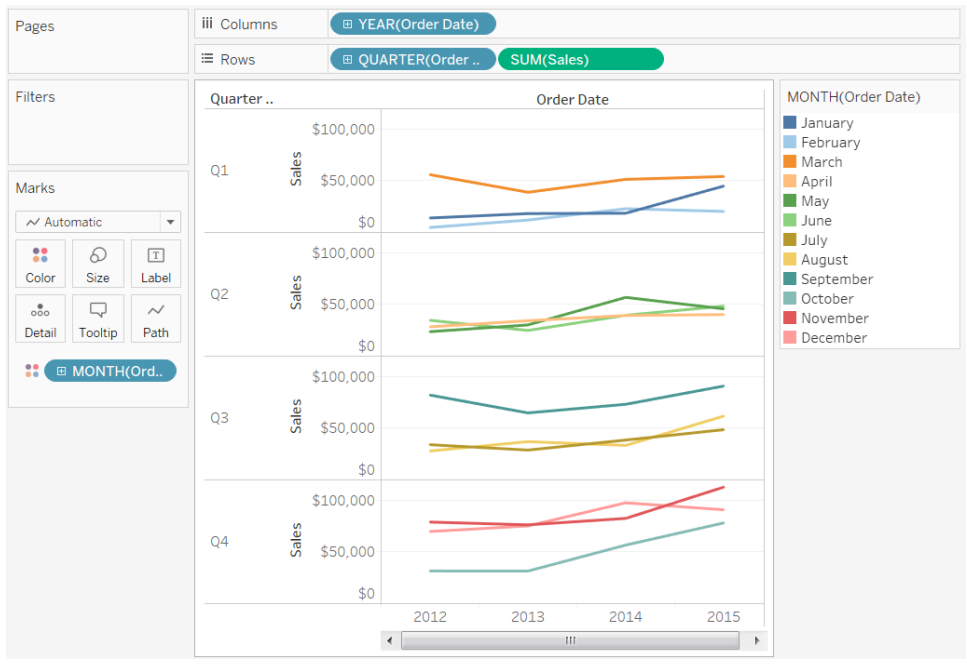 Pages
Columns
YEAR(Order Date)
Rows
QUARTER(Order ..
SUM(Sales)
Filters
Marks
Automatic
Color
Size
Label
T
Detail
Tooltip
Path
MONTH(Ord..
Quarter ..
Order Date
Q1
Sales
$100,000
$50,000
$0
Q2
Sales
$100,000
$50,000
$0
Q3
Sales
$100,000
$50,000
$0
Q4
Sales
$100,000
$50,000
$0
2012
2013
2014
2015
MONTH(Order Date)
January
February
March
April
May
June
July
August
September
October
November
December